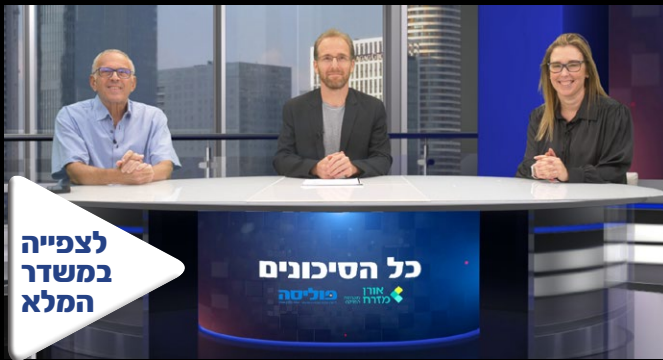 לצפייה
במשדר
המלא
כל הסיכונים
אורן
מזרח
פוליסה